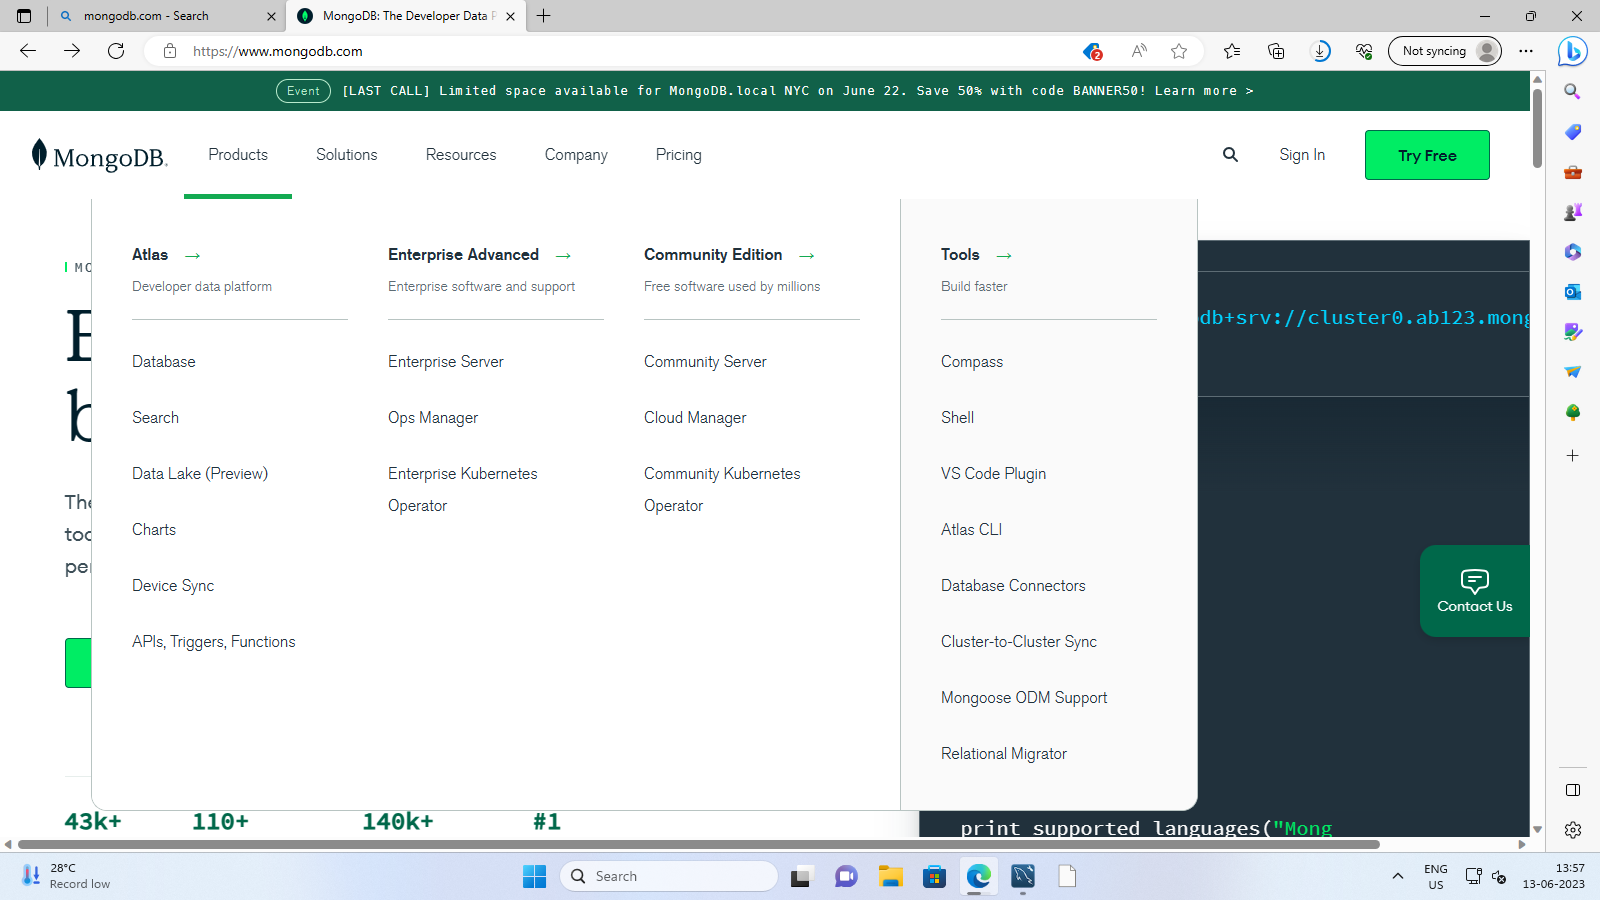 mongodb.com - Search
MongoDB: The Developer Data P
https://www.mongodb.com
2
Not syncing
Event
[LAST CALL] Limited space available for MongoDB.local NYC on June 22. Save 50% with code BANNER50! Learn more >
MongoDB.
Products
Solutions
Resources
Company
Pricing
Sign In
Try Free
Atlas →
Developer data platform
Database
Search
Data Lake (Preview)
Charts
Device Sync
APIs, Triggers, Functions
Enterprise Advanced →
Enterprise software and support
Enterprise Server
Ops Manager
Enterprise Kubernetes
Operator
Community Edition →
Free software used by millions
Community Server
Cloud Manager
Community Kubernetes
Operator
Tools →
Build faster
Compass
Shell
VS Code Plugin
Atlas CLI
Database Connectors
Cluster-to-Cluster Sync
Mongoose ODM Support
Relational Migrator
MO
B
b
The
too
per
db+srv://cluster0.ab123.mong
Contact Us
43k+
110+
140k+
#1
print supported languages("Mong
28°C
Record low
Search
ENG
US
13:57
13-06-2023